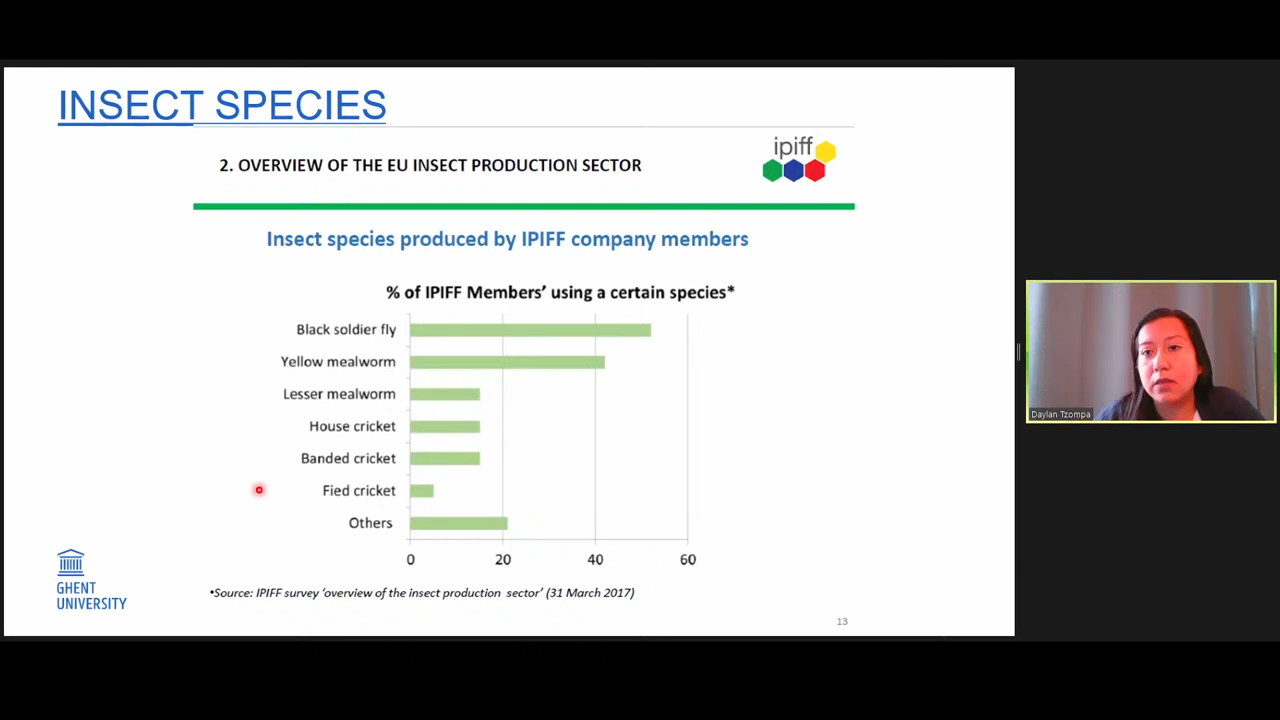 INSECT SPECIES
2. OVERVIEW OF THE EU INSECT PRODUCTION SECTOR
ipiff
Insect species produced by IPIFF company members
% of IPIFF Members’ using a certain species*
Black soldier fly
Yellow mealworm
Lesser mealworm
House cricket
Banded cricket
Fied cricket
Others
0 20 40 60
•Source: IPIFF survey ‘overview of the insect production sector’ (31 March 2017)
GHENT
UNIVERSITY
13
Daylan Tzompa